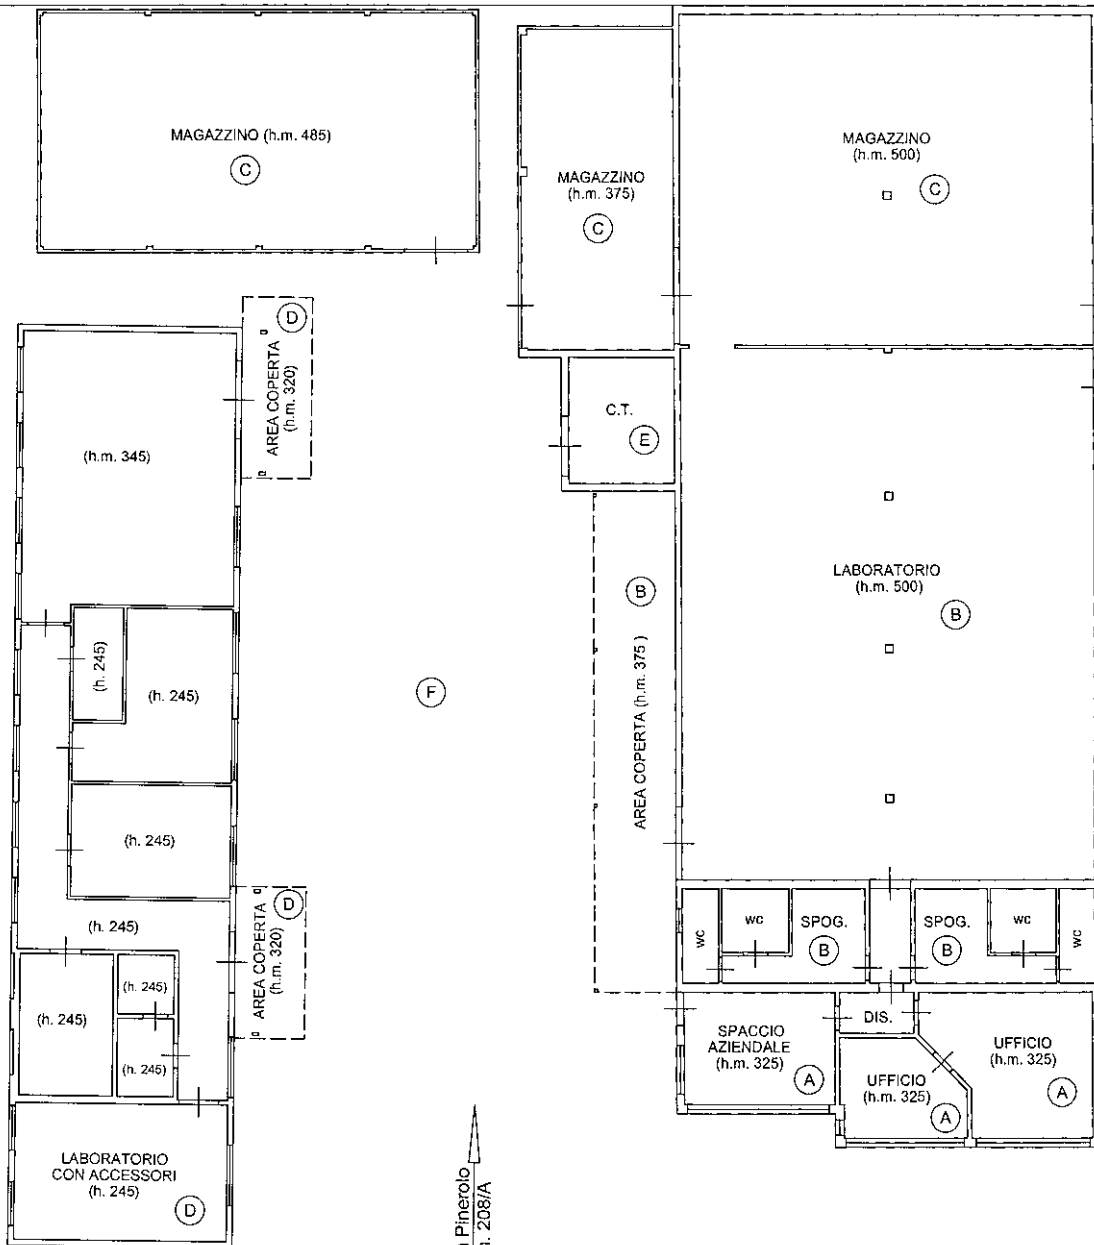 MAGAZZINO (h.m. 485)
C
MAGAZZINO
(h.m. 375)
C
MAGAZZINO
(h.m. 500)
C
D
AREA COPERTA
(h.m. 320)
(h.m. 345)
C.T.
E
(h. 245)
(h. 245)
F
B
AREA COPERTA (h.m. 375 )
LABORATORIO
(h.m. 500)
B
(h. 245)
(h. 245)
D
AREA COPERTA
(h.m. 320)
(h. 245)
(h. 245)
(h. 245)
wc
wc
SPOG.
B
SPOG.
B
wc
wc
DIS.
SPACCIO
AZIENDALE
(h.m. 325)
A
UFFICIO
(h.m. 325)
A
UFFICIO
(h.m. 325)
A
LABORATORIO
CON ACCESSORI
(h. 245)
D
Pinerolo
208/A